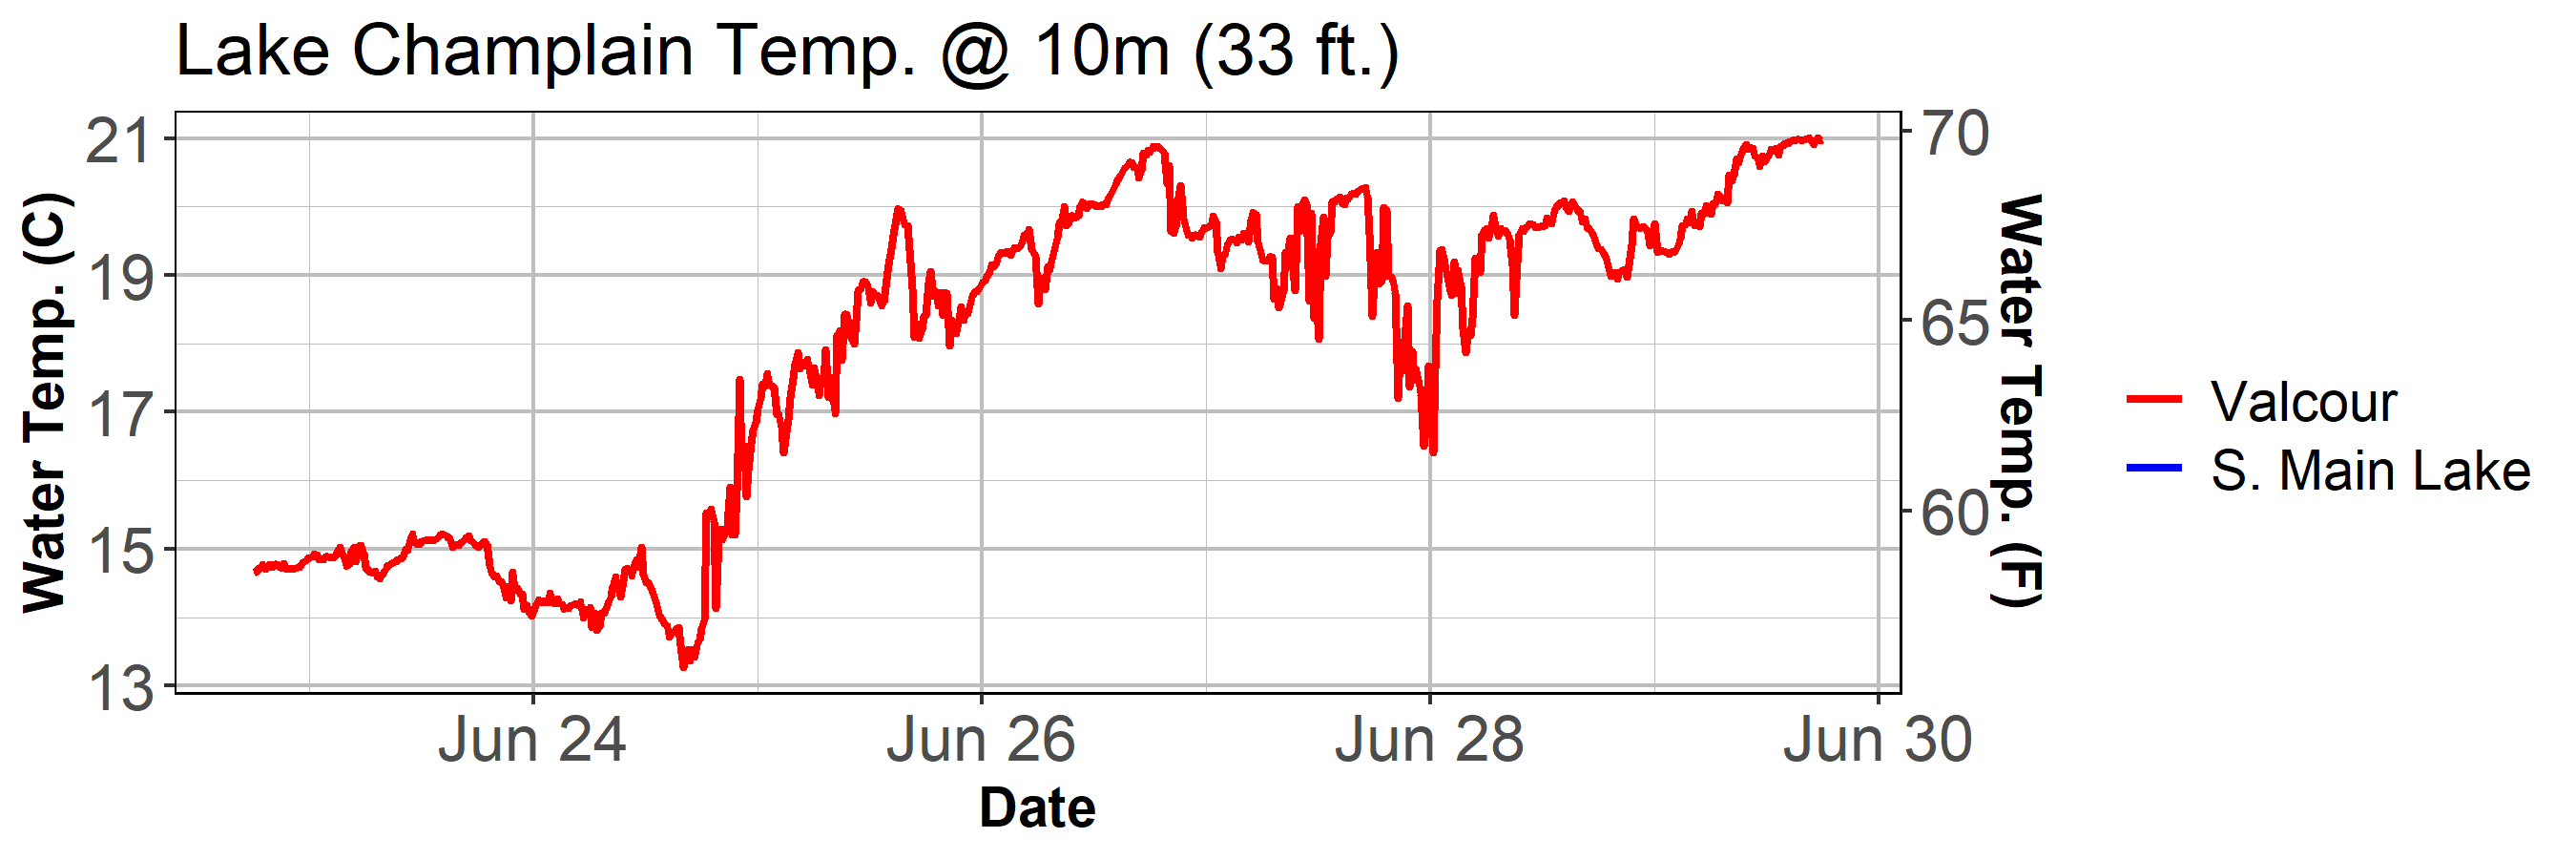 Lake Champlain Temp. @ 10m (33 ft.)
Water Temp. (C)
21
19
17
15
13
70
65
60
Water Temp. (F)
Jun 24
Jun 26
Jun 28
Jun 30
Date
Valcour
S. Main Lake